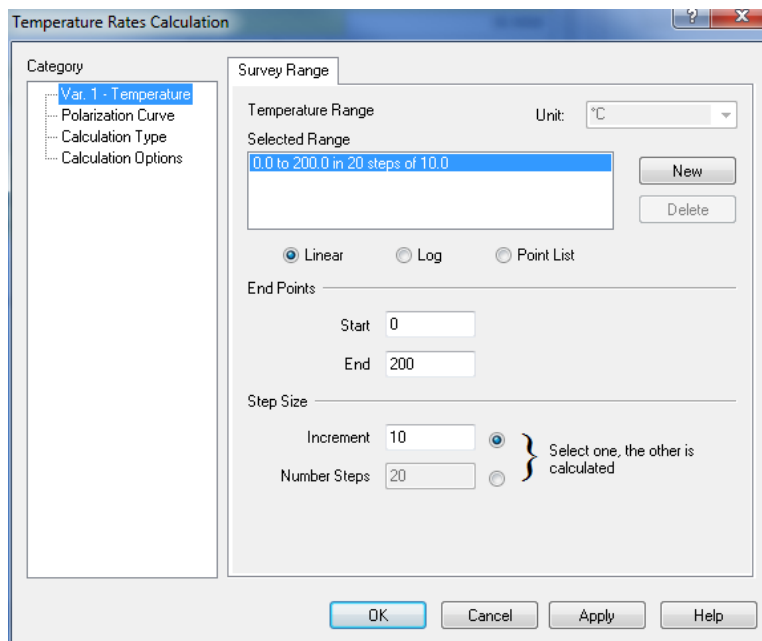 Temperature Rates Calculation
? X
Category
Survey Range
Var. 1 - Temperature
Polarization Curve
Calculation Type
Calculation Options
Temperature Range
Unit: °C
Selected Range
0.0 to 200.0 in 20 steps of 10.0
New
Delete
Linear Log Point List
End Points
Start 0
End 200
Step Size
Increment 10
Number Steps 20
Select one, the other is
calculated
OK Cancel Apply Help